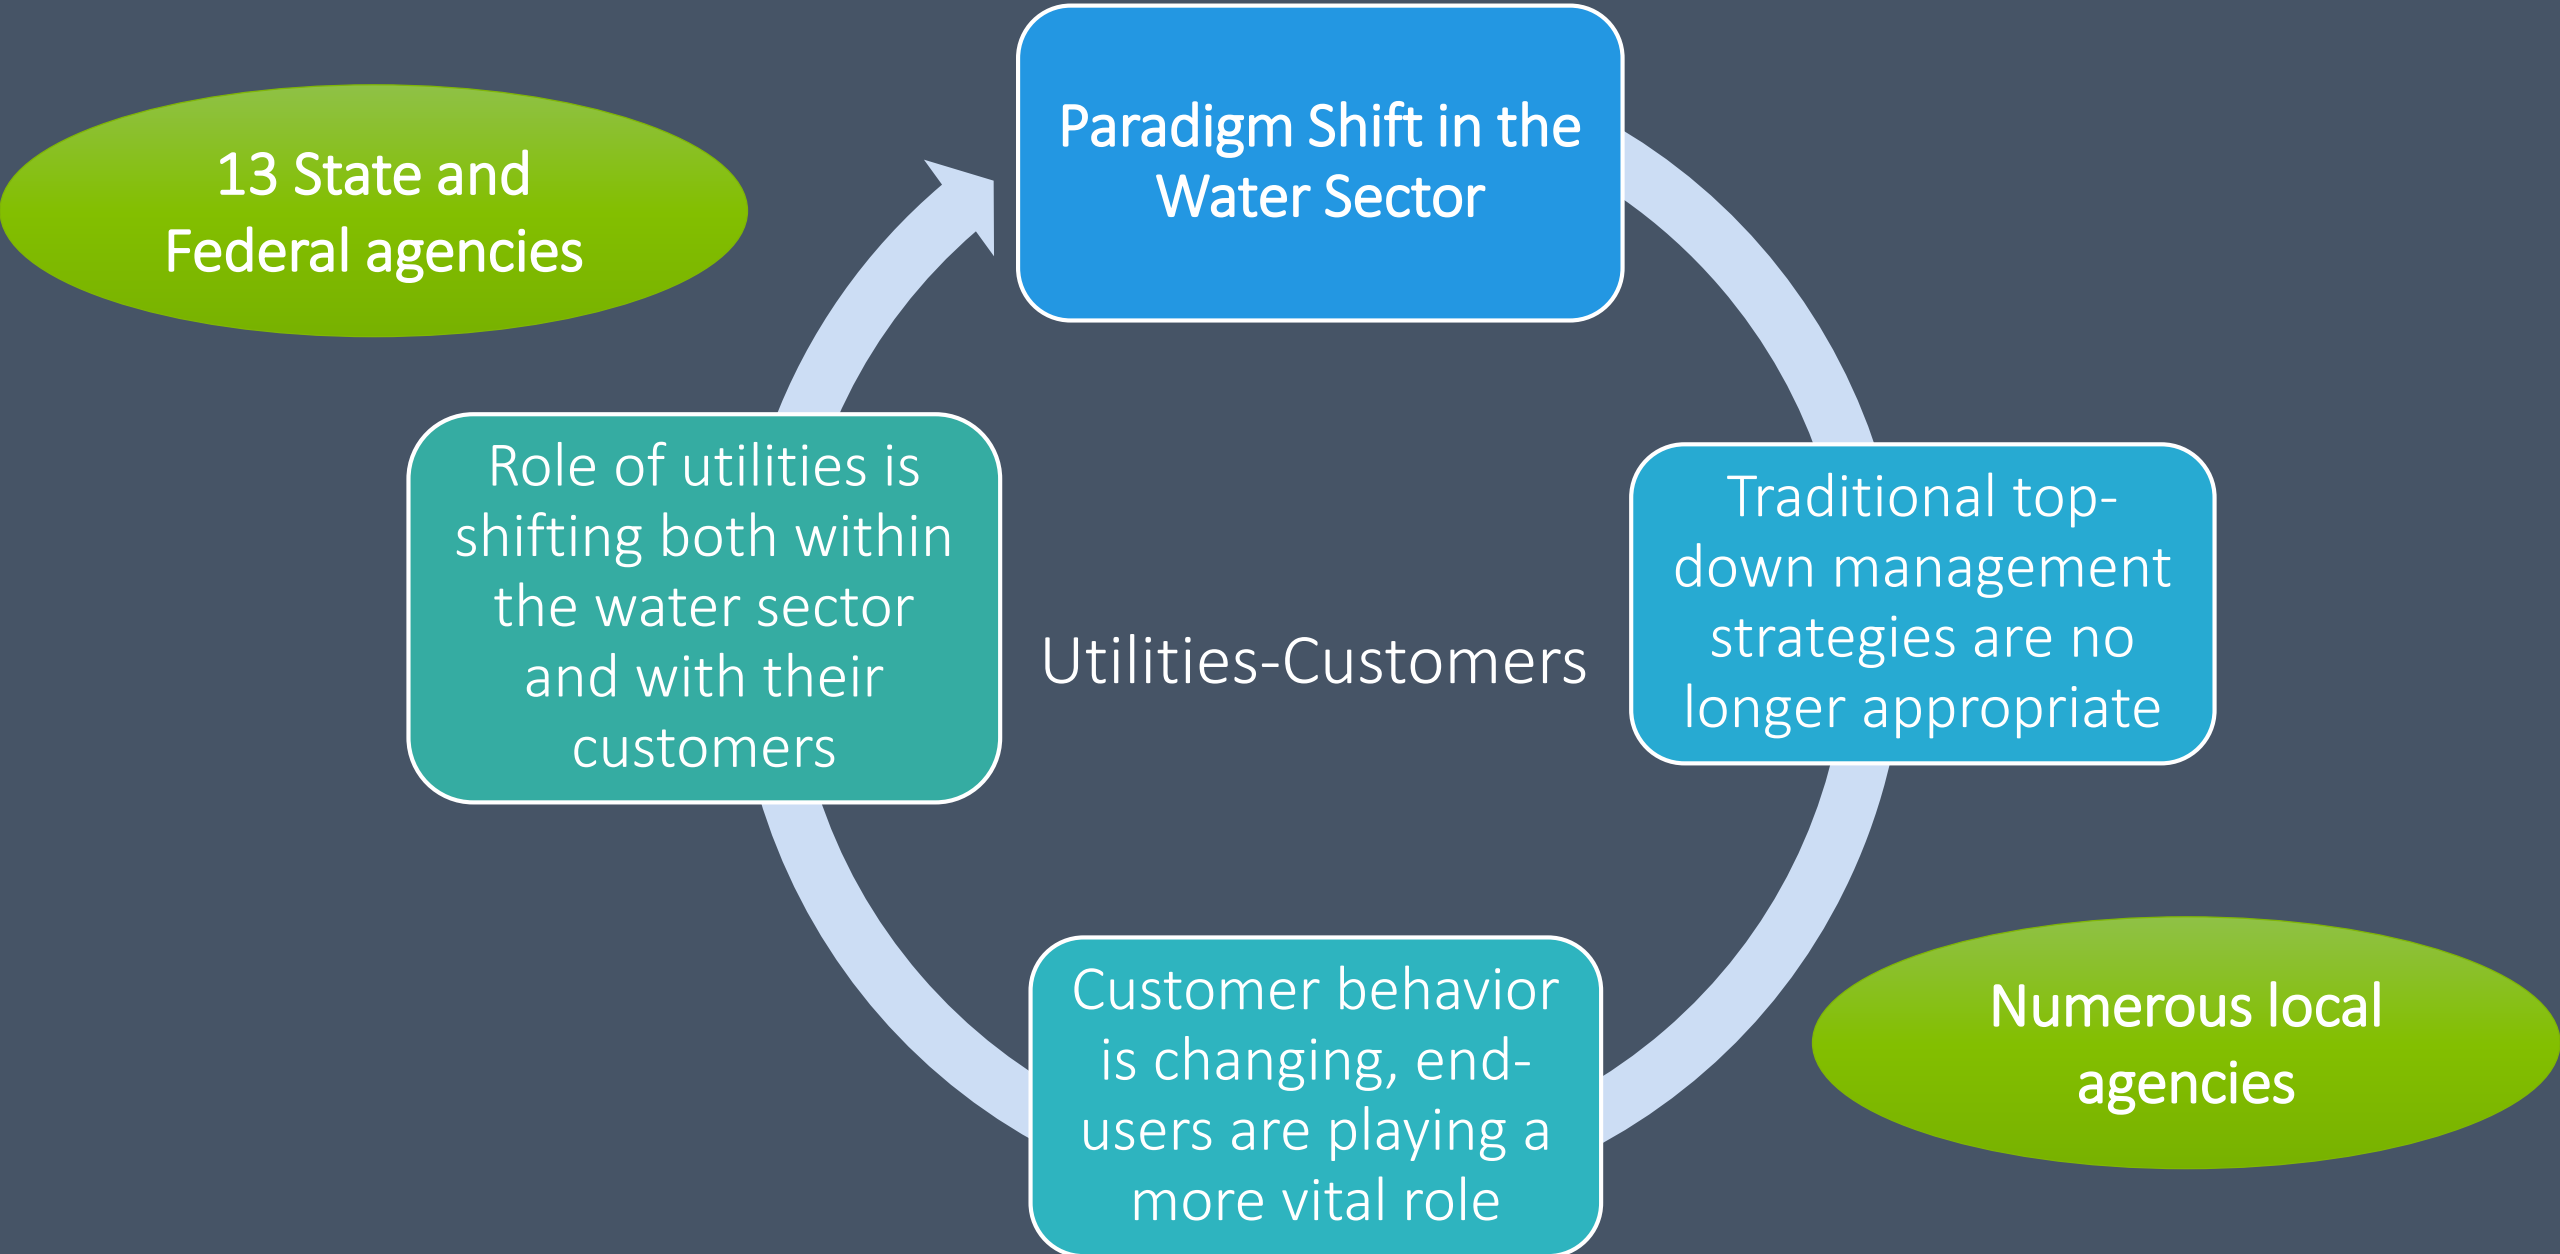 Paradigm Shift in the
Water Sector
13 State and
Federal agencies
Role of utilities is
shifting both within
the water sector
and with their
customers
Utilities-Customers
Traditional top-
down management
strategies are no
longer appropriate
Customer behavior
is changing, end-
users are playing a
more vital role
Numerous local
agencies